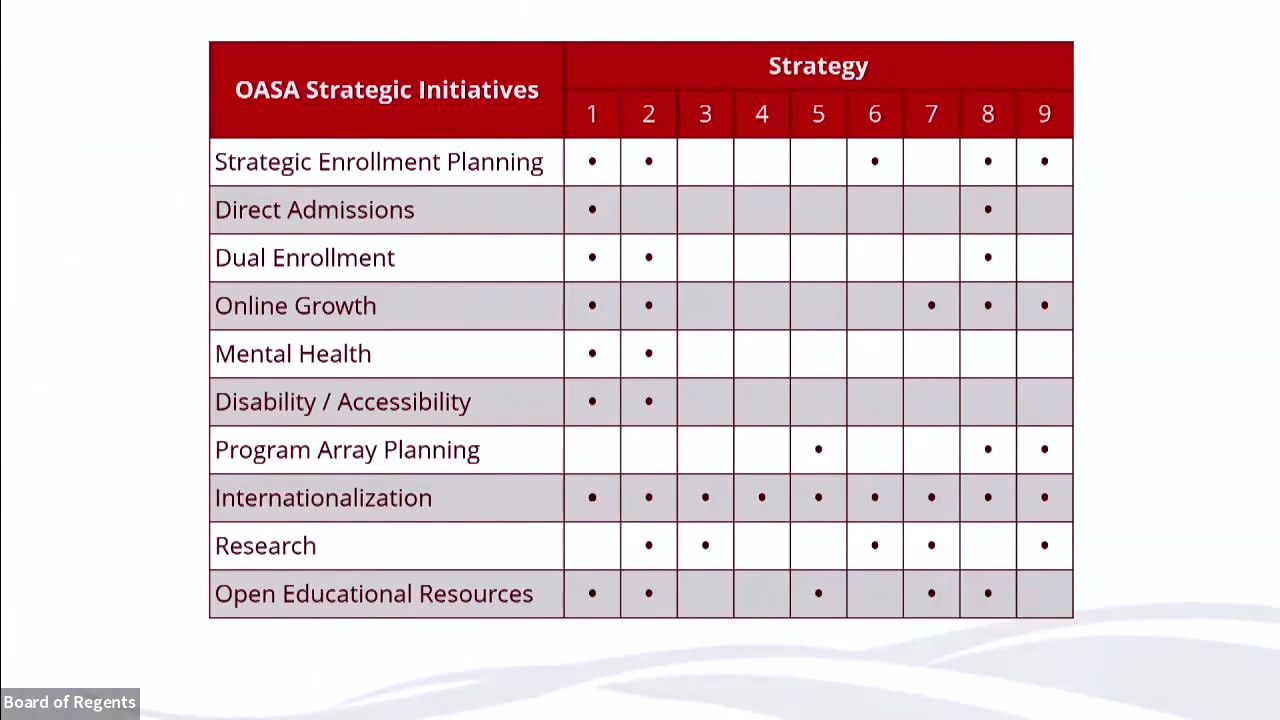 OASA Strategic Initiatives
Strategy
1 2 3 4 5 6 7 8 9
Strategic Enrollment Planning • • • • •
Direct Admissions • •
Dual Enrollment • • •
Online Growth • • • • •
Mental Health • •
Disability / Accessibility • •
Program Array Planning • • •
Internationalization • • • • • • • • •
Research • • • • •
Open Educational Resources • • • • •
Board of Regents